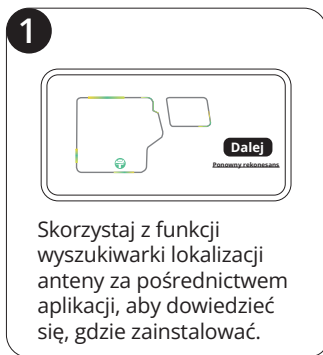 1
Dalej
Ponowny rekonesans
Skorzystaj z funkcji
wyszukiwarki lokalizacji
anteny za pośrednictwem
aplikacji, aby dowiedzieć
się, gdzie zainstalować.